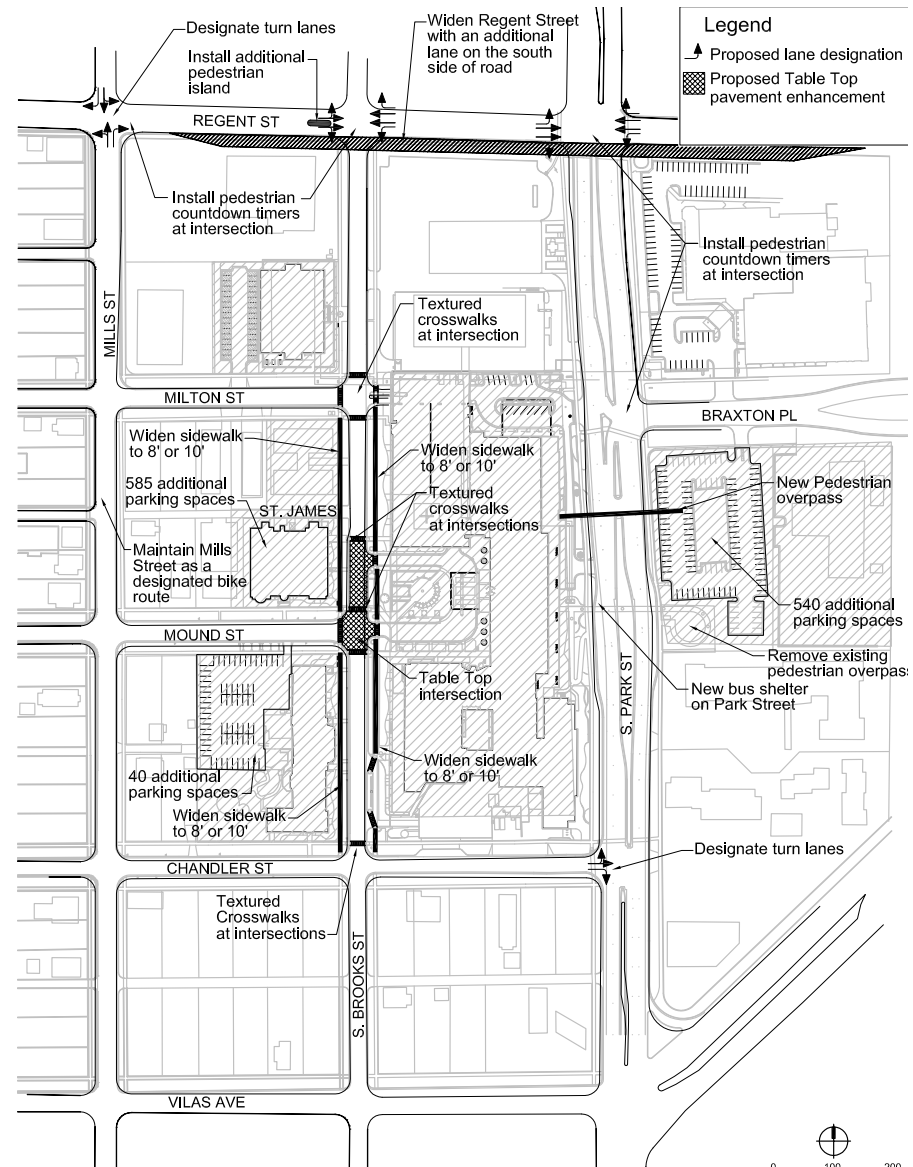 Designate turn lanes
Install additional
pedestrian
island
Widen Regent Street
with an additional
lane on the south
side of road
Legend
Proposed lane designation
Proposed Table Top
pavement enhancement
REGENT ST
Install pedestrian
countdown timers
at intersection
Install pedestrian
countdown timers
at intersection
MILLS ST
Textured
crosswalks
at intersection
MILTON ST
BRAXTON PL
Widen sidewalk
to 8' or 10'
Widen sidewalk
to 8' or 10'
585 additional
parking spaces
ST. JAMES
Textured
crosswalks
at intersections
New Pedestrian
overpass
Maintain Mills
Street as a
designated bike
route
540 additional
parking spaces
MOUND ST
Remove existing
pedestrian overpass
Table Top
intersection
New bus shelter
on Park Street
S. PARK ST
40 additional
parking spaces
Widen sidewalk
to 8' or 10'
Widen sidewalk
to 8' or 10'
Designate turn lanes
CHANDLER ST
Textured
Crosswalks
at intersections
S. BROOKS ST
VILAS AVE
0 100 200